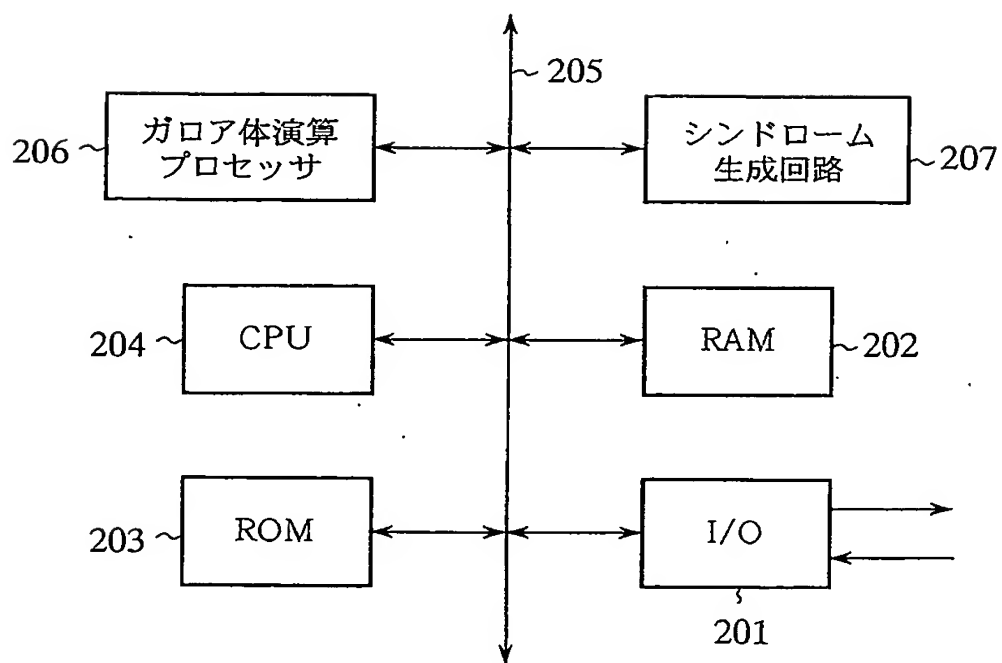 205
206
ガロア体演算
プロセッサ
シンドローム
生成回路
207
204
CPU
RAM
202
203
ROM
I/O
201